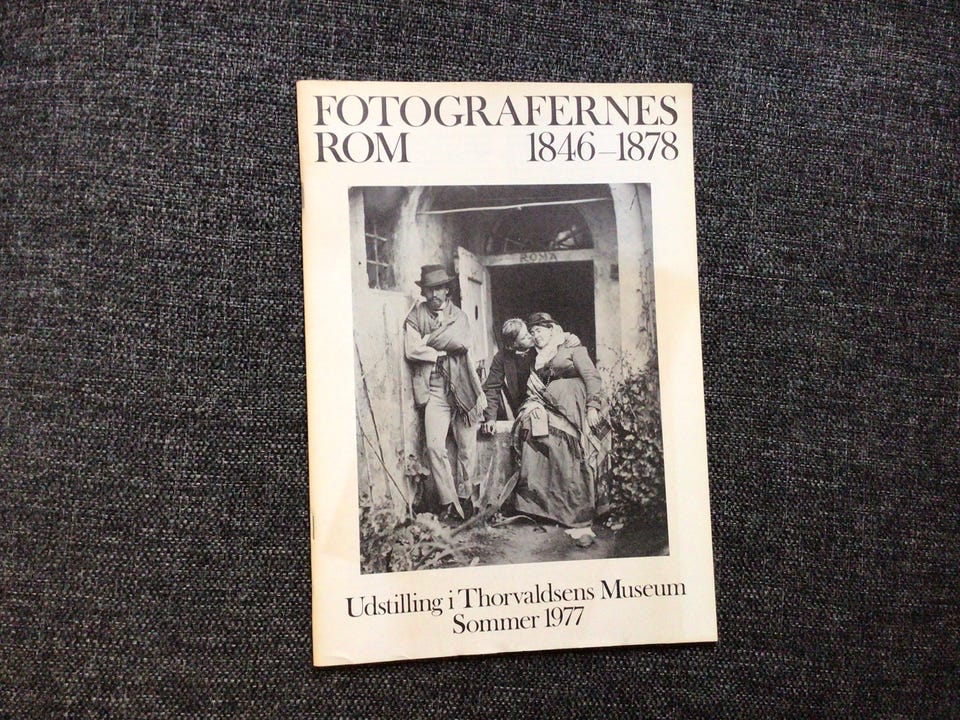 FOTOGRAFERNES
ROM 1846–1878
ROMA
Udstilling i Thorvaldsens Museum
Sommer 1977